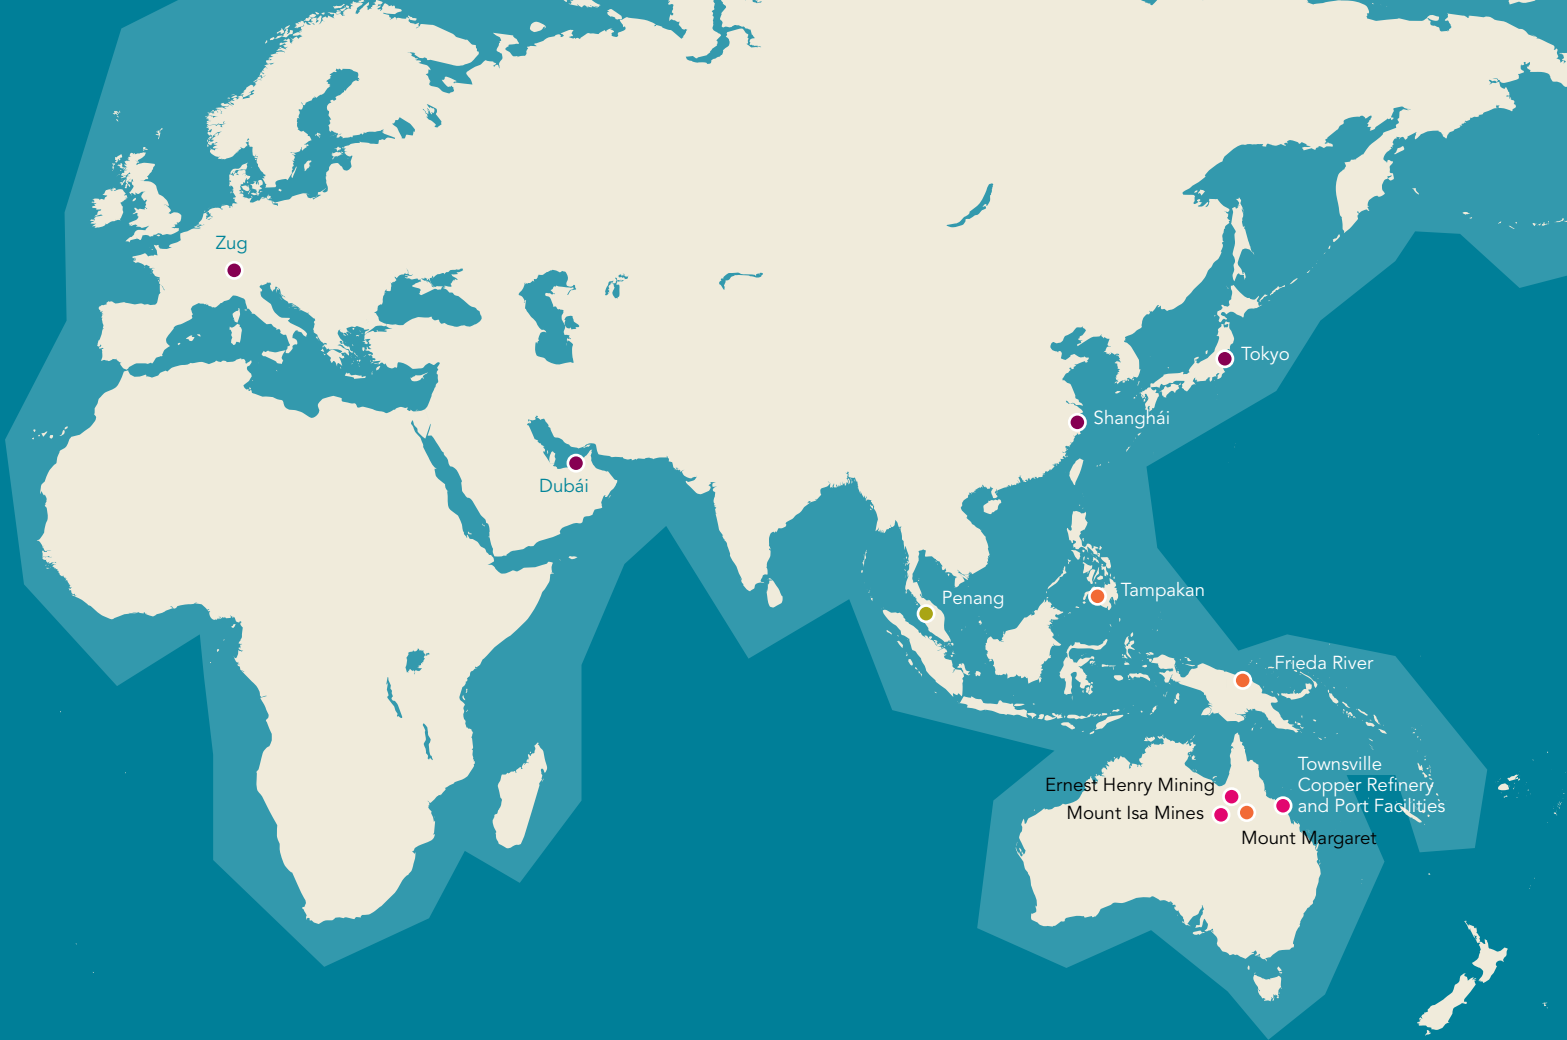 Zug
Tokyo
Shanghái
Dubái
Tampakan
Penang
Frieda River
Townsville
Copper Refinery
and Port Facilities
Ernest Henry Mining
Mount Isa Mines
Mount Margaret